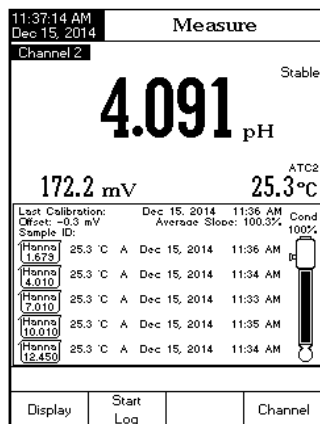 11:37:14 AM
Dec 15, 2014
Measure
Channel 2
Stable
4.091 pH
ATC2
172.2 mV
25.3°C
Last Calibration: Dec 15, 2014 11:36 AM
Offset: -0.3 mV Average Slope: 100.3%
Sample ID:
Cond
100%
Hanna 1.679 25.3 °C A Dec 15, 2014 11:36 AM
Hanna 4.010 25.3 °C A Dec 15, 2014 11:34 AM
Hanna 7.010 25.3 °C A Dec 15, 2014 11:33 AM
Hanna 10.010 25.3 °C A Dec 15, 2014 11:35 AM
Hanna 12.450 25.3 °C A Dec 15, 2014 11:34 AM
Display
Start Log
Channel